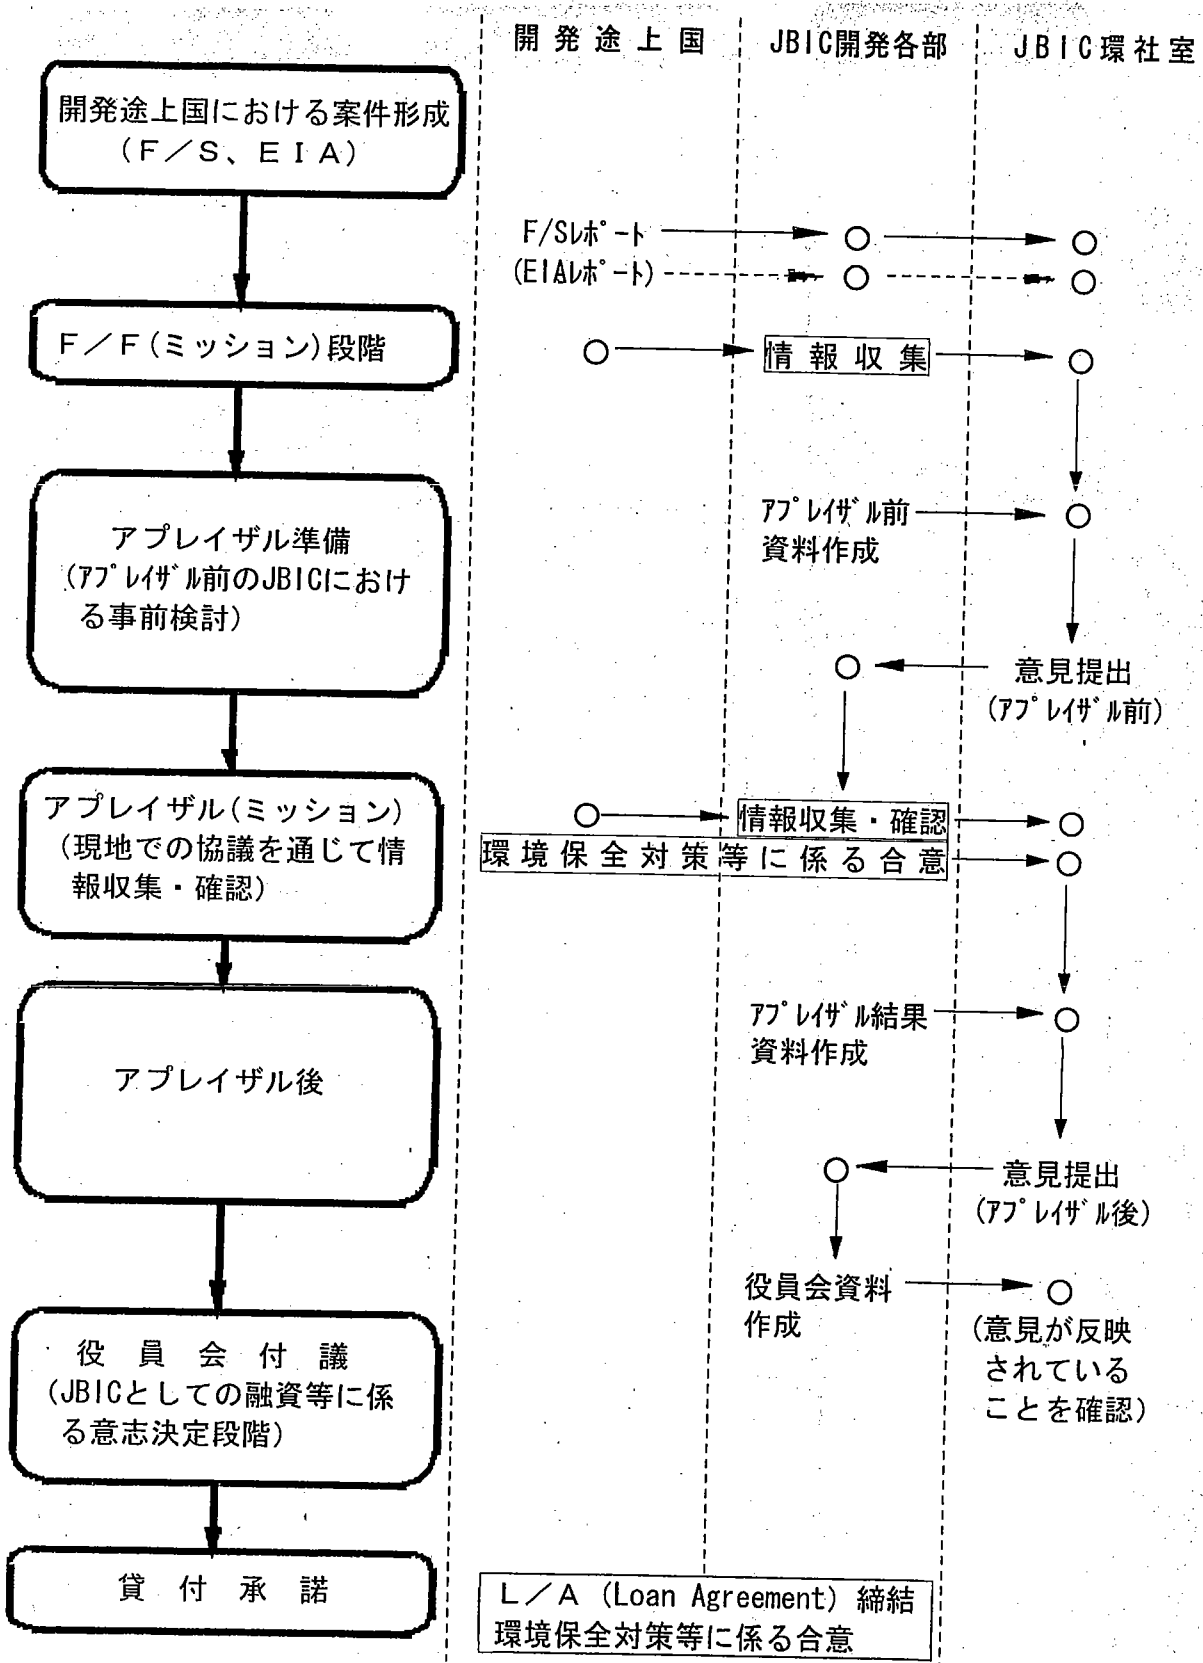 開発途上国
JBIC開発各部
JBIC環社室
開発途上国における案件形成
(F/S、EIA)
F/Sレポート
(EIAレポート)
F/F(ミッション)段階
情報収集
アプレイザル準備
(アプレイザル前のJBICにおけ
る事前検討)
アプレイザル前
資料作成
意見提出
(アプレイザル前)
アプレイザル(ミッション)
(現地での協議を通じて情
報収集・確認)
情報収集・確認
環境保全対策等に係る合意
アプレイザル後
アプレイザル結果
資料作成
意見提出
(アプレイザル後)
役員会資料
作成
(意見が反映
されている
ことを確認)
役員会付議
(JBICとしての融資等に係
る意志決定段階)
貸付承諾
L/A (Loan Agreement) 締結
環境保全対策等に係る合意